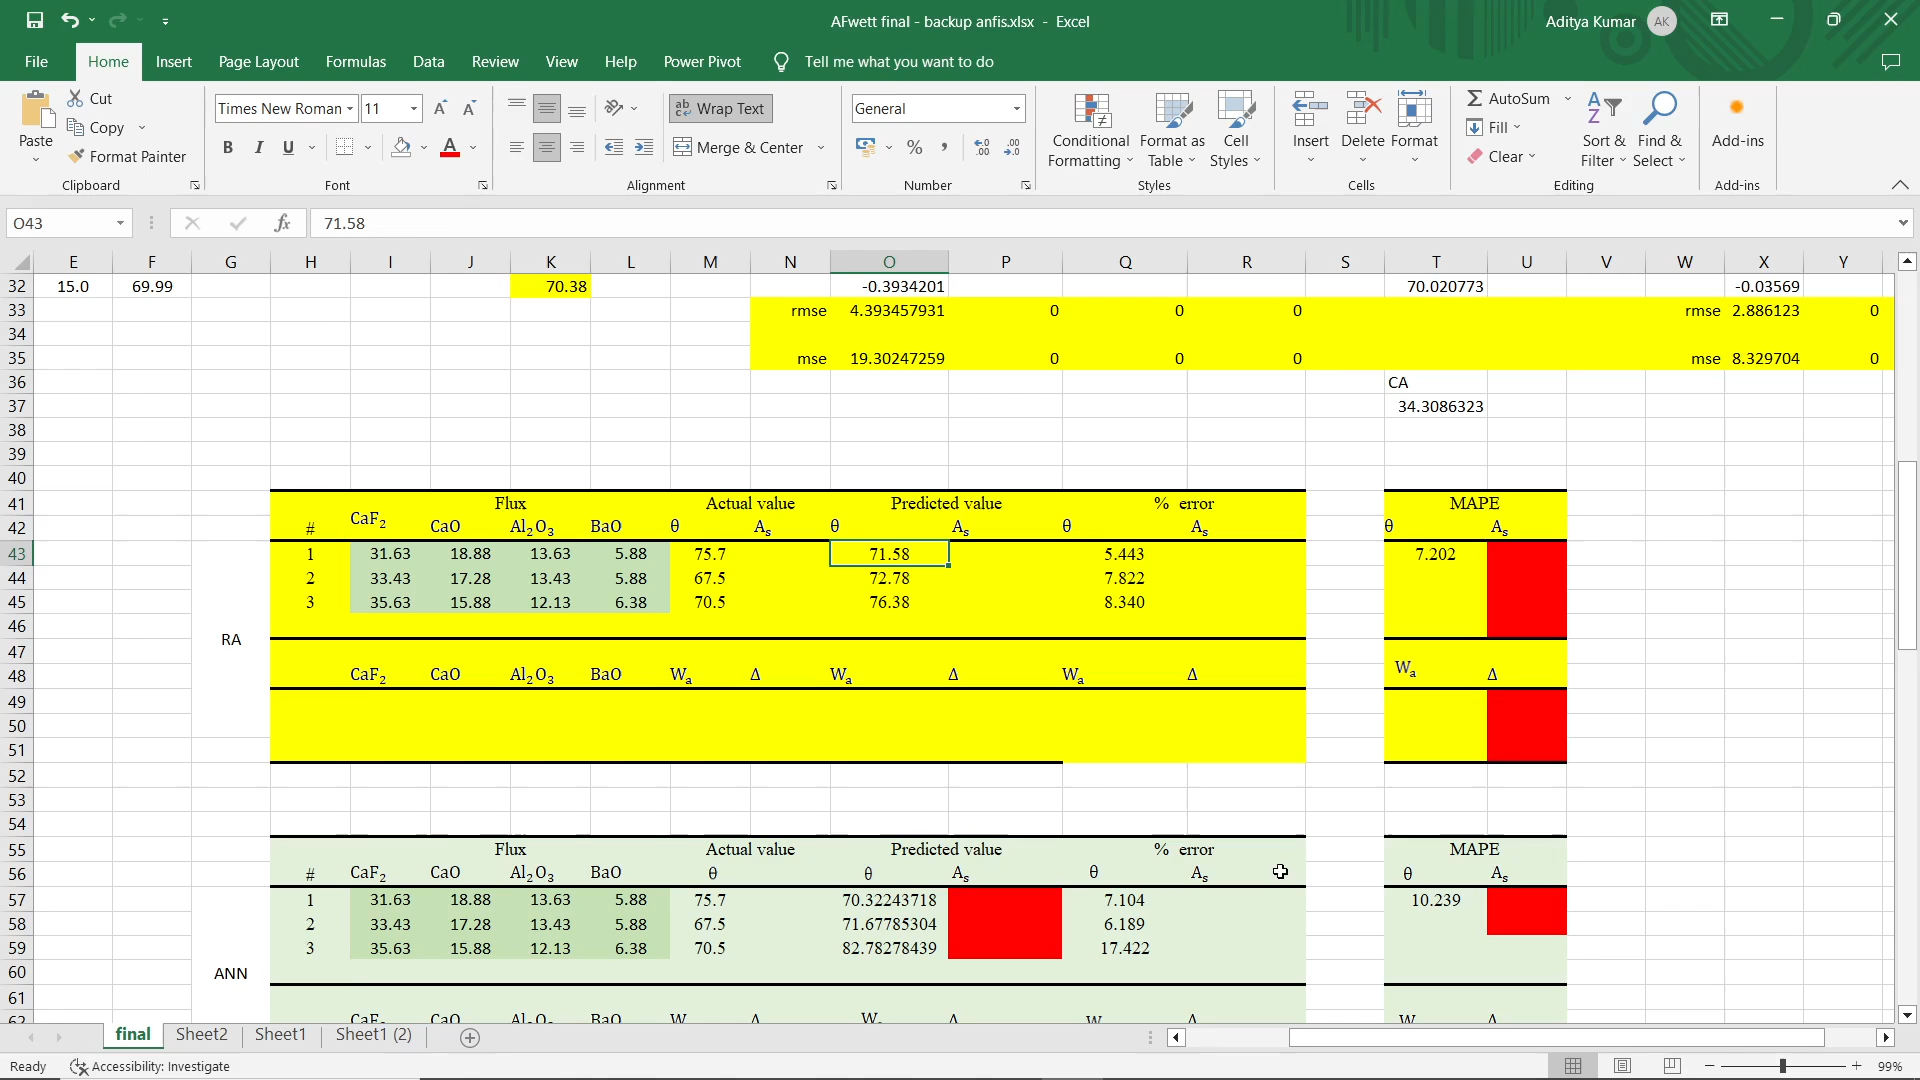 AFwett final - backup anfis.xlsx - Excel
Aditya Kumar AK
File Home Insert Page Layout Formulas Data Review View Help Power Pivot Tell me what you want to do
Paste Cut Copy Format Painter
Times New Roman 11
B I U
Wrap Text
Merge & Center
General
Conditional Formatting Format as Table Cell Styles
Insert Delete Format
AutoSum Fill Clear
Sort & Filter Find & Select
Add-ins
Clipboard Font Alignment Number Styles Cells Editing Add-ins
O43 fx 71.58
E F G H I J K L M N O P Q R S T U V W X Y
32 15.0 69.99 70.38 -0.3934201 70.020773 -0.03569
33 rmse 4.393457931 0 0 0 rmse 2.886123 0
34
35 mse 19.30247259 0 0 0 mse 8.329704 0
36 CA
37 34.3086323
38
39
40
41 Flux Actual value Predicted value % error MAPE
42 # CaF₂ CaO Al₂O₃ BaO θ Aₛ θ Aₛ θ Aₛ θ Aₛ
43 1 31.63 18.88 13.63 5.88 75.7 71.58 5.443 7.202
44 2 33.43 17.28 13.43 5.88 67.5 72.78 7.822
45 3 35.63 15.88 12.13 6.38 70.5 76.38 8.340
46
RA
47
48 CaF₂ CaO Al₂O₃ BaO Wₐ Δ Wₐ Δ Wₐ Δ Wₐ Δ
49
50
51
52
53
54
55 Flux Actual value Predicted value % error MAPE
56 # CaF₂ CaO Al₂O₃ BaO θ θ Aₛ θ Aₛ θ Aₛ
57 1 31.63 18.88 13.63 5.88 75.7 70.32243718 7.104 10.239
58 2 33.43 17.28 13.43 5.88 67.5 71.67785304 6.189
59 3 35.63 15.88 12.13 6.38 70.5 82.78278439 17.422
60 ANN
61
62 CaF₂ CaO Al₂O₃ BaO W Δ Wₐ Δ W Δ W Δ
final Sheet2 Sheet1 Sheet1 (2)
Ready Accessibility: Investigate 99%